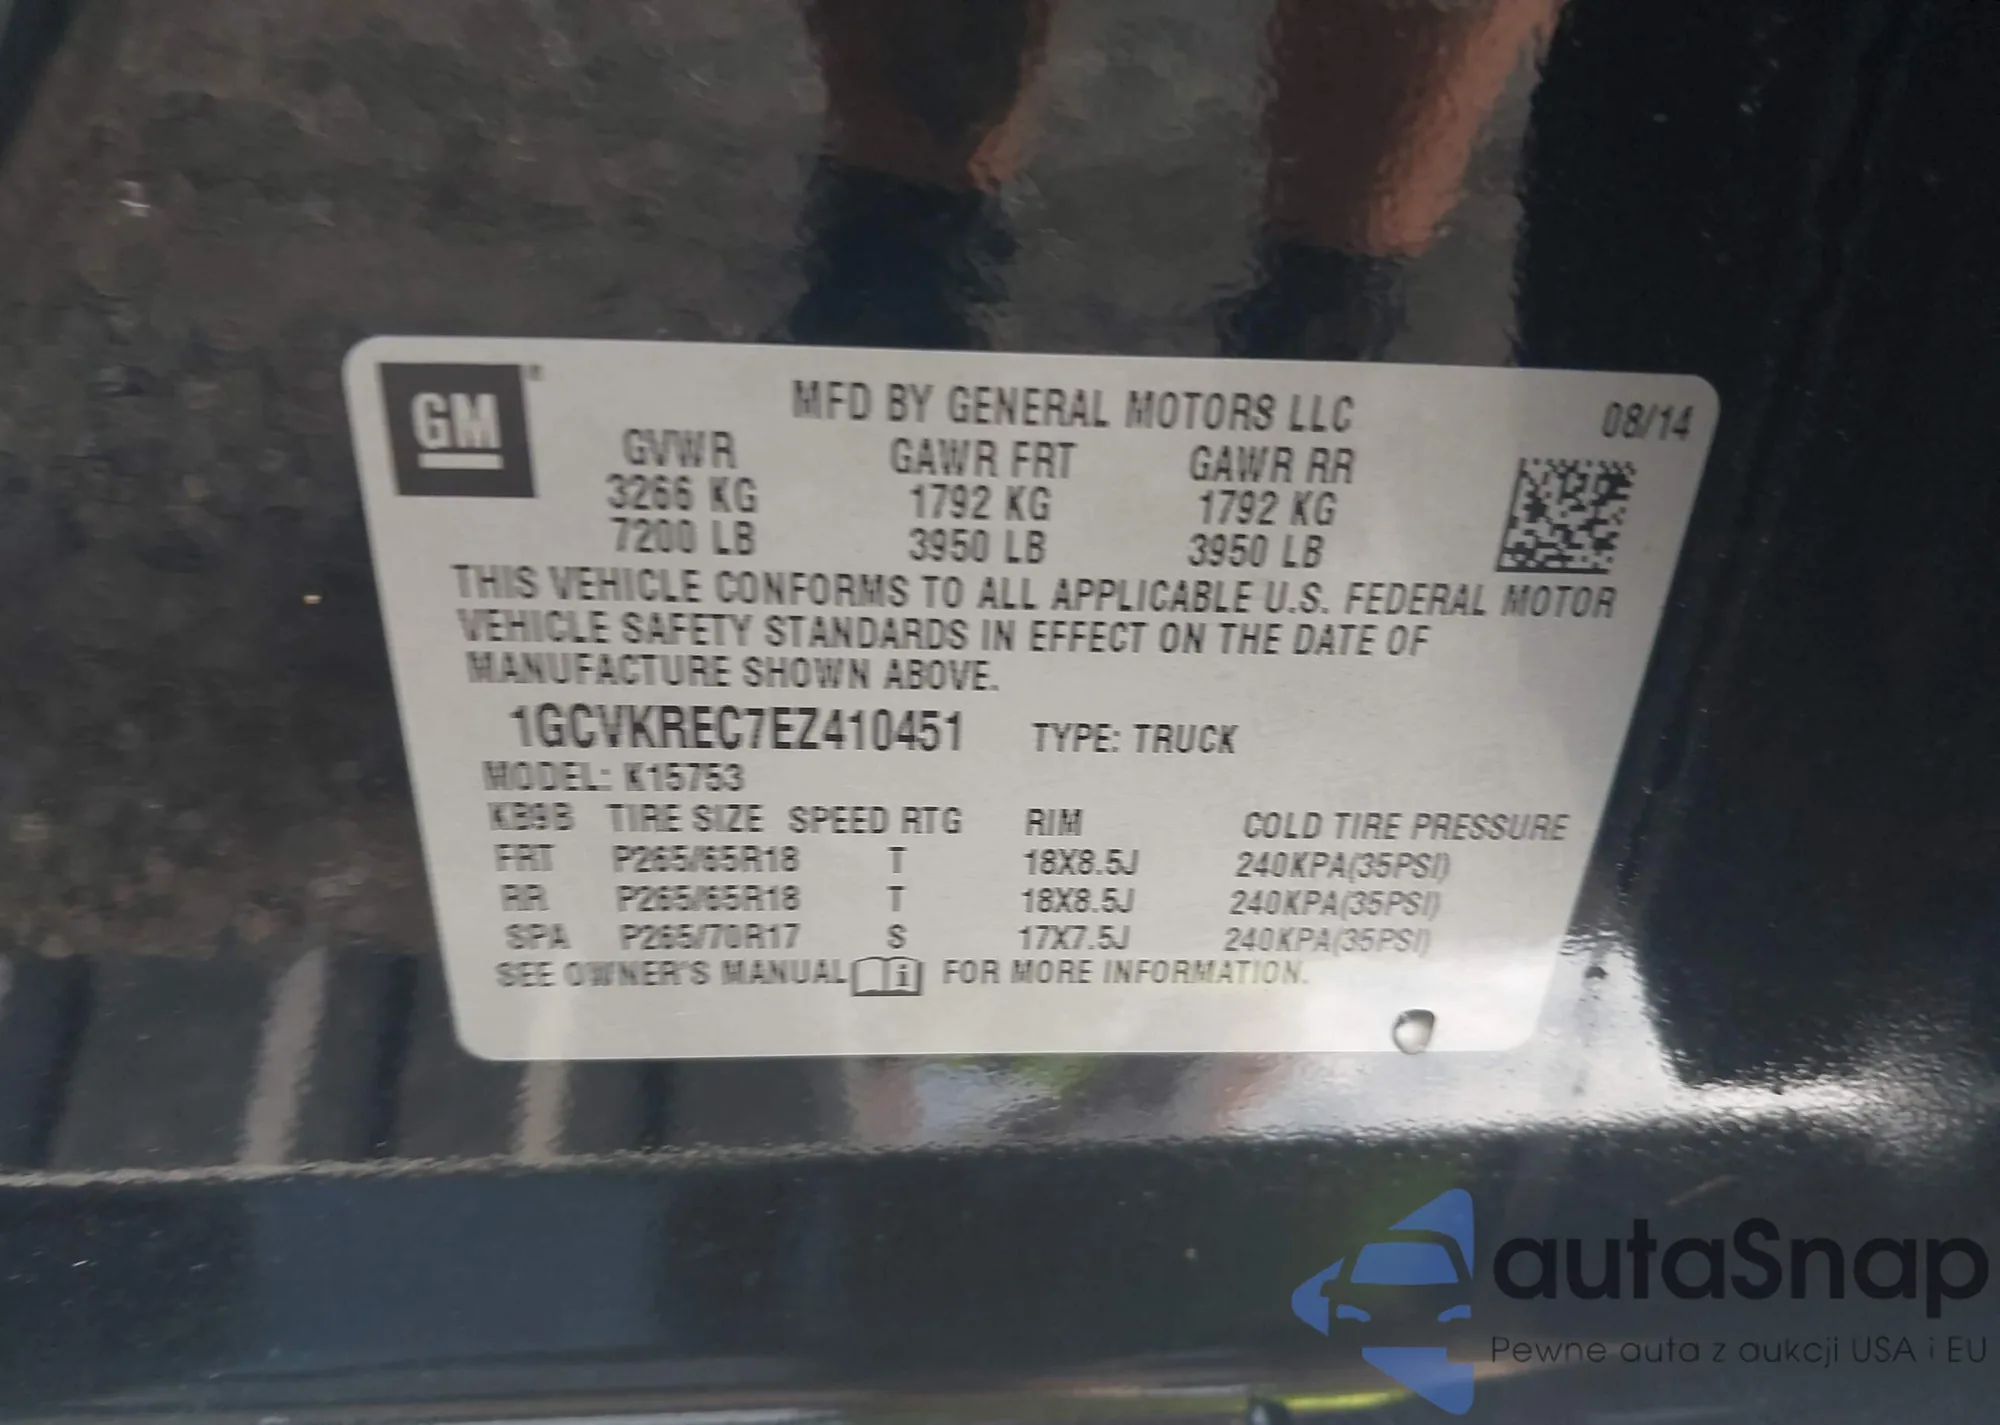 GM
MFD BY GENERAL MOTORS LLC 08/14
GVWR GAWR FRT GAWR RR
3266 KG 1792 KG 1792 KG
7200 LB 3950 LB 3950 LB
THIS VEHICLE CONFORMS TO ALL APPLICABLE U.S. FEDERAL MOTOR
VEHICLE SAFETY STANDARDS IN EFFECT ON THE DATE OF
MANUFACTURE SHOWN ABOVE.
1GCVKREC7EZ410451 TYPE: TRUCK
MODEL: K15753
KB9B TIRE SIZE SPEED RTG RIM COLD TIRE PRESSURE
FRT P265/65R18 T 18X8.5J 240KPA(35PSI)
RR P265/65R18 T 18X8.5J 240KPA(35PSI)
SPA P265/70R17 S 17X7.5J 240KPA(35PSI)
SEE OWNER'S MANUAL i FOR MORE INFORMATION.
autaSnap
Pewne auta z aukcji USA i EU